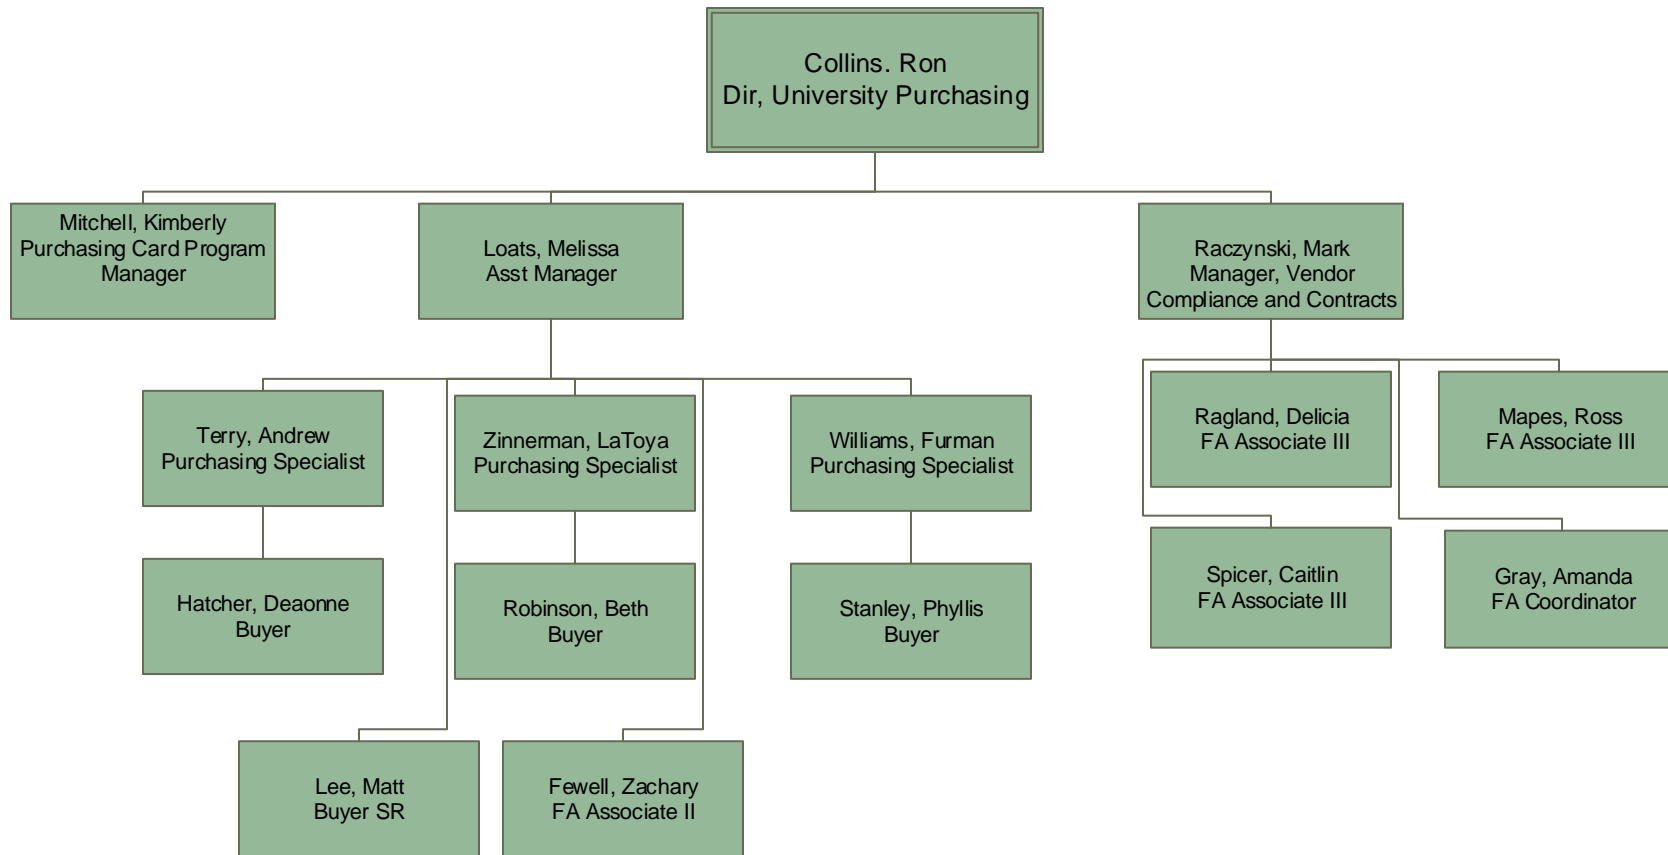 Collins. Ron
Dir, University Purchasing
Mitchell, Kimberly
Purchasing Card Program
Manager
Loats, Melissa
Asst Manager
Raczynski, Mark
Manager, Vendor
Compliance and Contracts
Terry, Andrew
Purchasing Specialist
Zinnerman, LaToya
Purchasing Specialist
Williams, Furman
Purchasing Specialist
Ragland, Delicia
FA Associate III
Mapes, Ross
FA Associate III
Hatcher, Deaonne
Buyer
Robinson, Beth
Buyer
Stanley, Phyllis
Buyer
Spicer, Caitlin
FA Associate III
Gray, Amanda
FA Coordinator
Lee, Matt
Buyer SR
Fewell, Zachary
FA Associate II